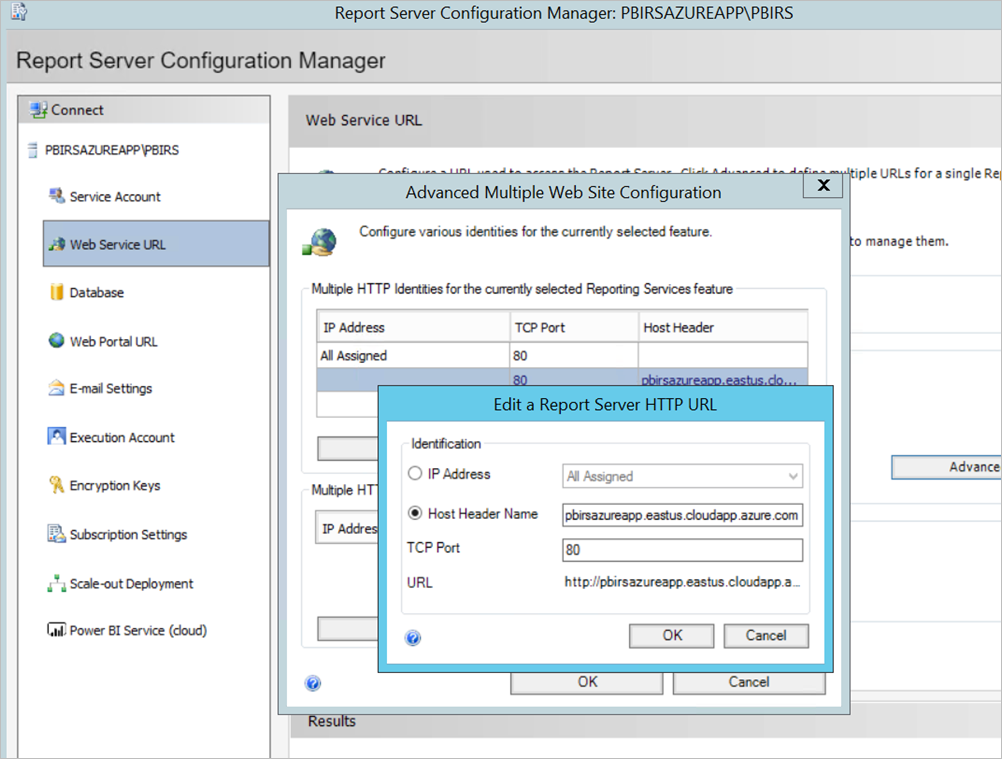 Report Server Configuration Manager: PBIRSAZUREAPP\PBIRS
Report Server Configuration Manager
Connect
PBIRSAZUREAPP\PBIRS
Service Account
Web Service URL
Database
Web Portal URL
E-mail Settings
Execution Account
Encryption Keys
Subscription Settings
Scale-out Deployment
Power BI Service (cloud)
Web Service URL
Configure a URL used to access the Report Server. Click Advanced to define multiple URLs for a single Re
to manage them.
Advance
Results
Advanced Multiple Web Site Configuration
X
Configure various identities for the currently selected feature.
Multiple HTTP Identities for the currently selected Reporting Services feature
IP Address TCP Port Host Header
All Assigned 80
80 pbirsazureapp.eastus.clo...
Multiple HTT
IP Addres
OK Cancel
Edit a Report Server HTTP URL
Identification
IP Address All Assigned
Host Header Name pbirsazureapp.eastus.cloudapp.azure.com
TCP Port 80
URL http://pbirsazureapp.eastus.cloudapp.a...
OK Cancel